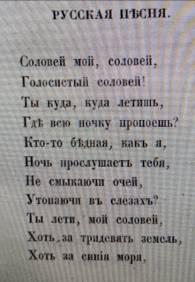 РУССКАЯ ПѢСНЯ.
Соловей мой, соловей,
Голосистый соловей!
Ты куда, куда летишь,
Гдѣ всю ночку пропоешь?
Кто-то бѣдная, какъ я,
Ночь прослушаетъ тебя,
Не смыкаючи очей,
Утопаючи въ слезахъ?
Ты лети, мой соловей,
Хоть за тридевять земель,
Хоть за синія моря,